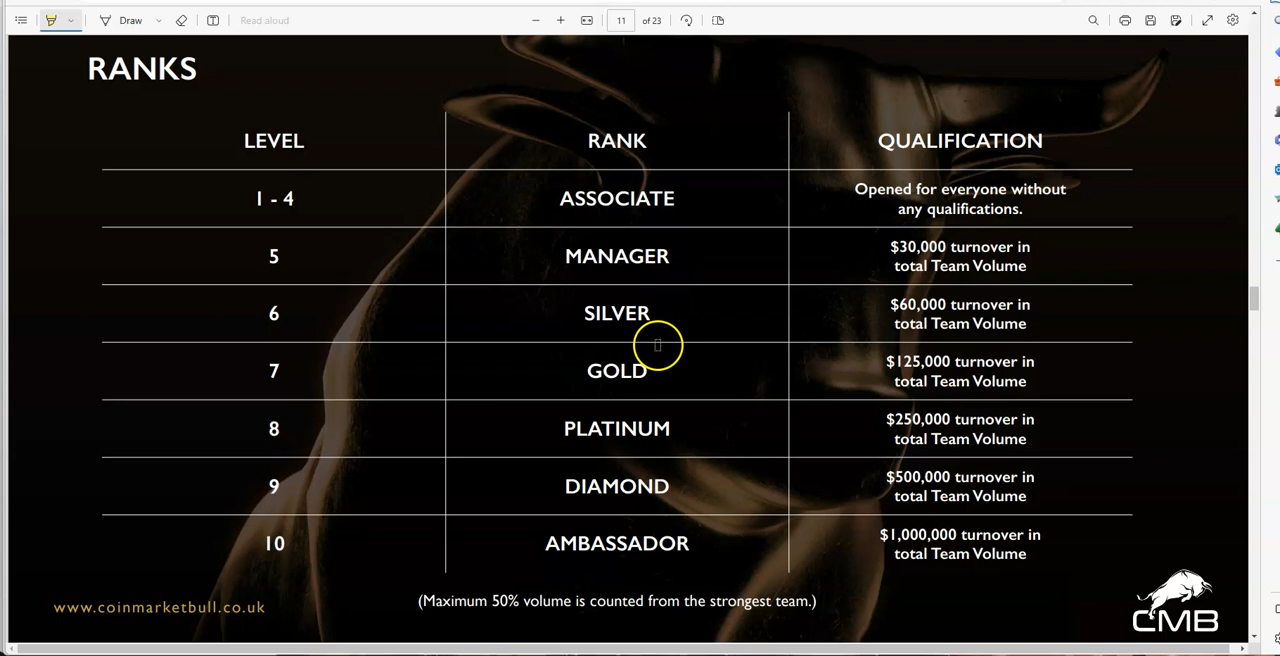 Draw
Read aloud
11 of 23
RANKS
LEVEL RANK QUALIFICATION
1 - 4 ASSOCIATE Opened for everyone without
any qualifications.
5 MANAGER $30,000 turnover in
total Team Volume
6 SILVER $60,000 turnover in
total Team Volume
7 GOLD $125,000 turnover in
total Team Volume
8 PLATINUM $250,000 turnover in
total Team Volume
9 DIAMOND $500,000 turnover in
total Team Volume
10 AMBASSADOR $1,000,000 turnover in
total Team Volume
(Maximum 50% volume is counted from the strongest team.)
www.coinmarketbull.co.uk
CMB